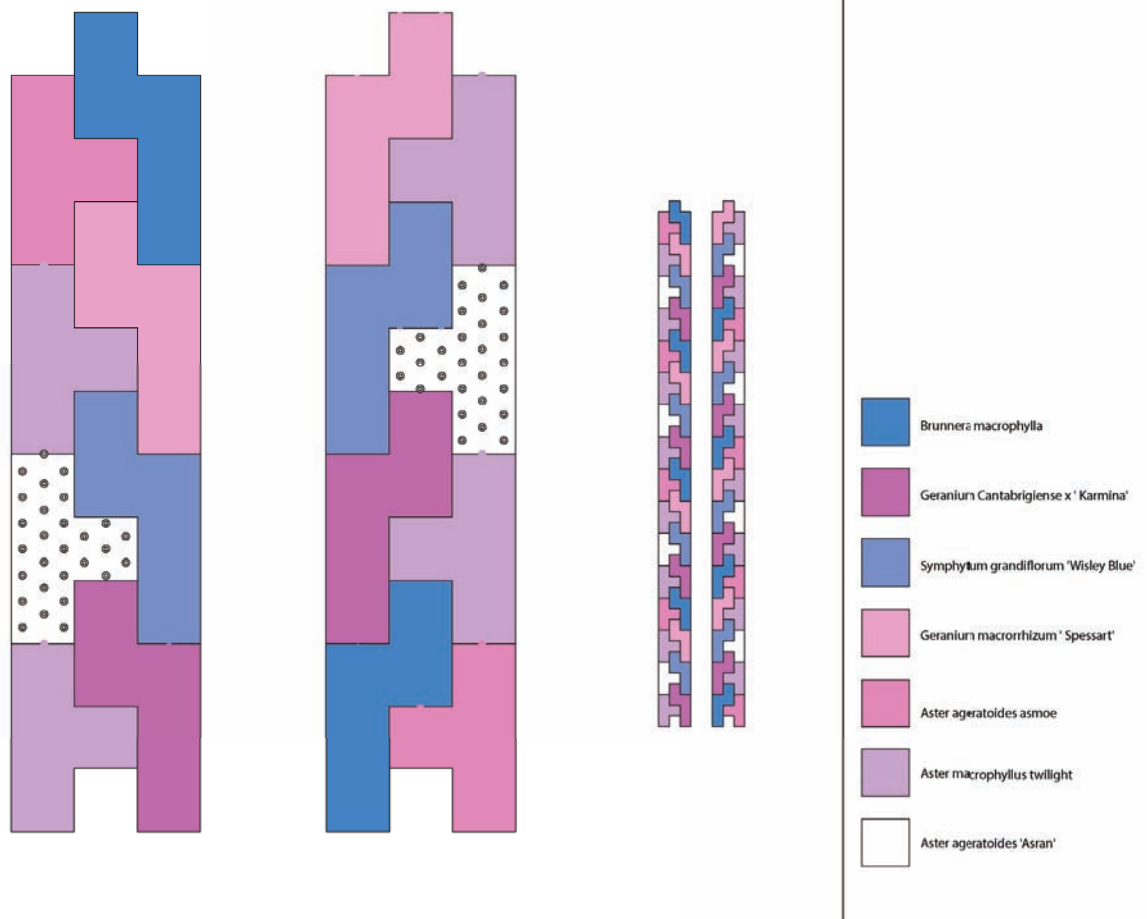 Brunnera macrophylla
Geranium Cantabrigiense x ' Karmina'
Symphytum grandiflorum 'Wisley Blue'
Geranium macrorrhizum ' Spessart'
Aster ageratoides asmoe
Aster macrophyllus twilight
Aster ageratoides 'Asran'